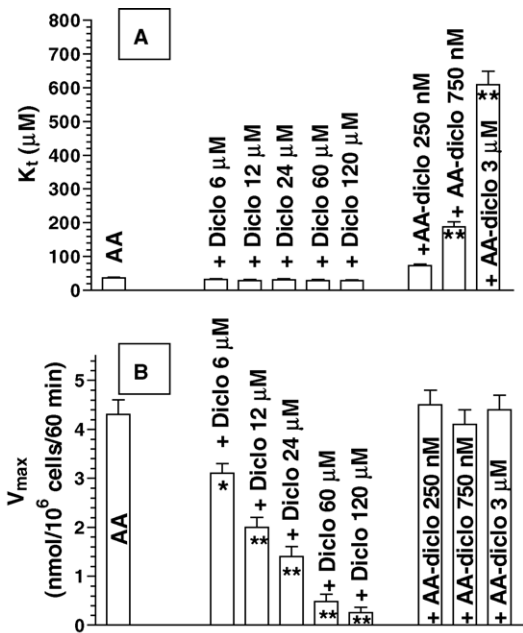 A
800
700
600
500
400
300
200
100
0
Kt (μM)
AA
+ Diclo 6 μM
+ Diclo 12 μM
+ Diclo 24 μM
+ Diclo 60 μM
+ Diclo 120 μM
+AA-diclo 250 nM
+ AA-diclo 750 nM
+ AA-diclo 3 μM
**
**
B
5
4
3
2
1
0
Vmax
(nmol/10⁶ cells/60 min)
AA
+ Diclo 6 μM
+ Diclo 12 μM
+ Diclo 24 μM
+ Diclo 60 μM
+ Diclo 120 μM
*
**
**
**
**
+ AA-diclo 250 nM
+ AA-diclo 750 nM
+ AA-diclo 3 μM